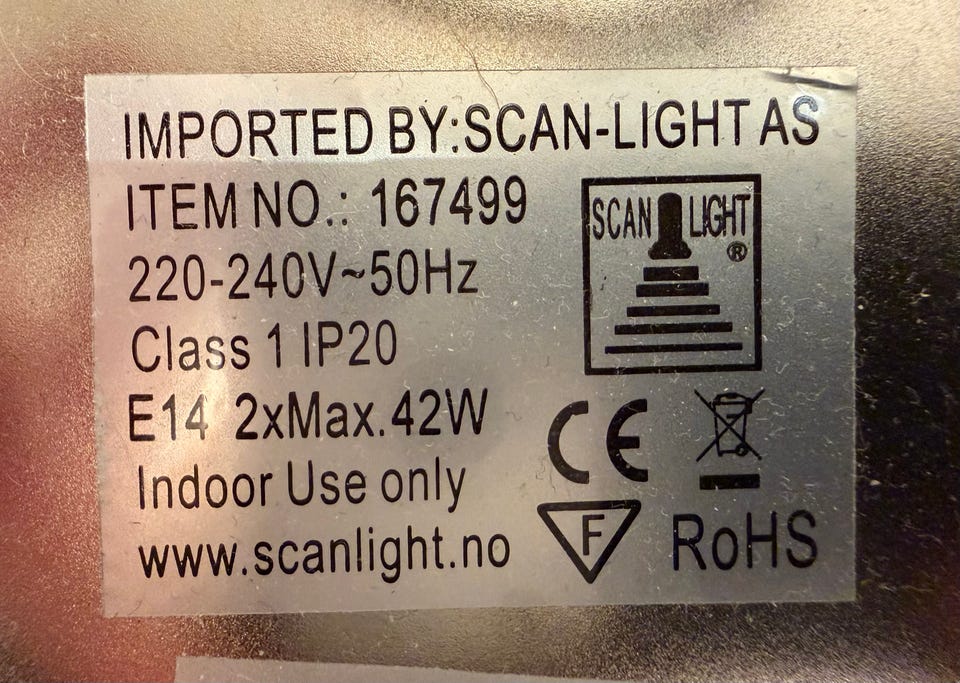 IMPORTED BY:SCAN-LIGHT AS
ITEM NO.: 167499
SCAN LIGHT
®
220-240V~50Hz
Class 1 IP20
E14 2xMax.42W
CE
Indoor Use only
F
RoHS
www.scanlight.no